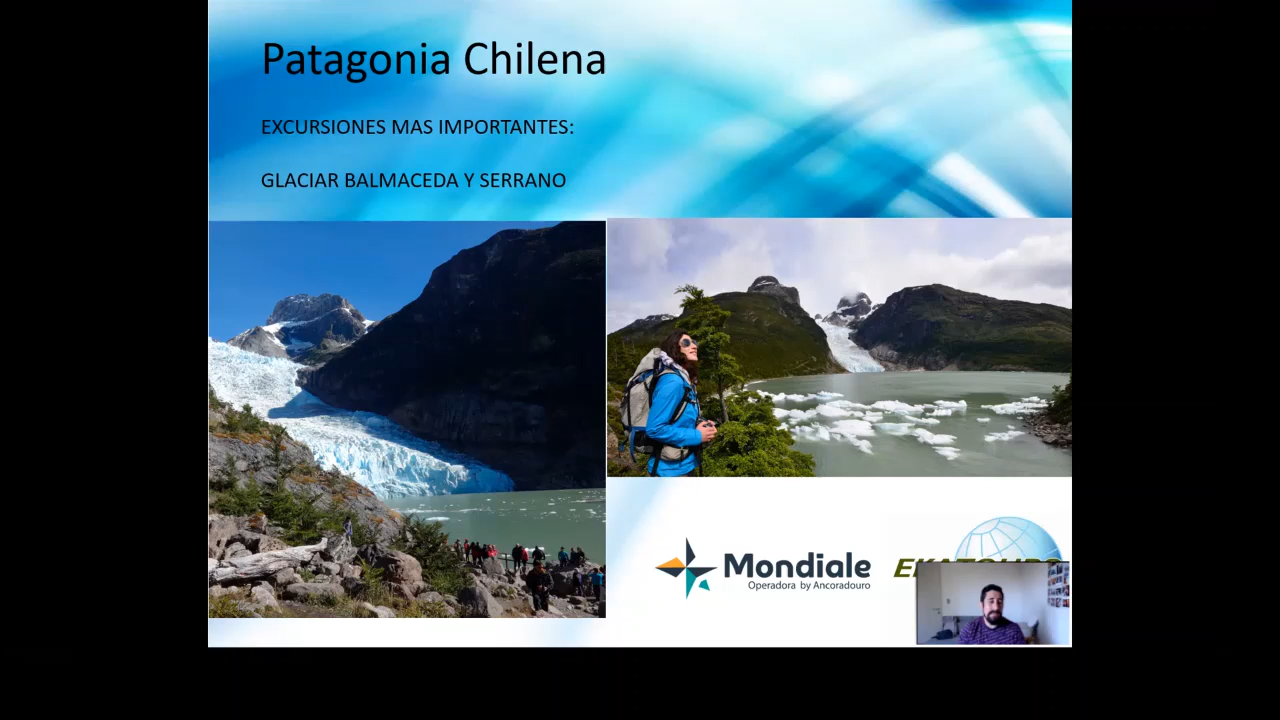 Patagonia Chilena
EXCURSIONES MAS IMPORTANTES:
GLACIAR BALMACEDA Y SERRANO
Mondiale
Operadora by Ancoradouro